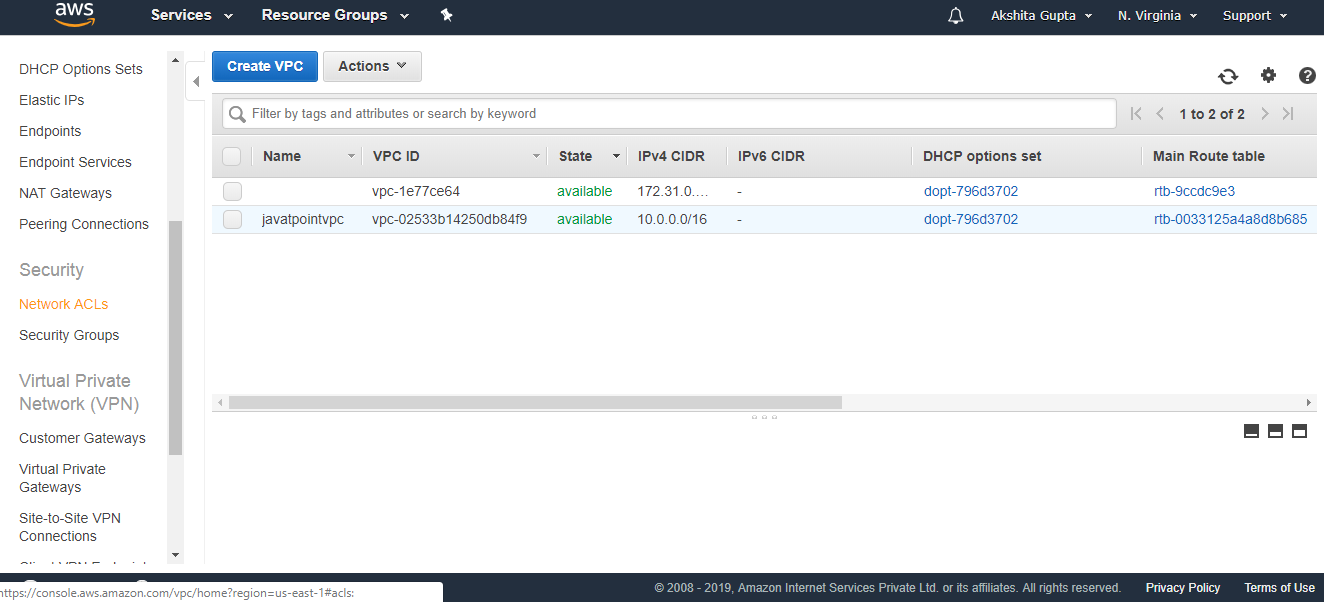 aws
Services
Resource Groups
Akshita Gupta
N. Virginia
Support
DHCP Options Sets
Elastic IPs
Endpoints
Endpoint Services
NAT Gateways
Peering Connections
Security
Network ACLs
Security Groups
Virtual Private
Network (VPN)
Customer Gateways
Virtual Private
Gateways
Site-to-Site VPN
Connections
Create VPC
Actions
Filter by tags and attributes or search by keyword
1 to 2 of 2
Name VPC ID State IPv4 CIDR IPv6 CIDR DHCP options set Main Route table
vpc-1e77ce64 available 172.31.0.... - dopt-796d3702 rtb-9ccdc9e3
javatpointvpc vpc-02533b14250db84f9 available 10.0.0.0/16 - dopt-796d3702 rtb-0033125a4a8d8b685
https://console.aws.amazon.com/vpc/home?region=us-east-1#acls:
© 2008 - 2019, Amazon Internet Services Private Ltd. or its affiliates. All rights reserved. Privacy Policy Terms of Use